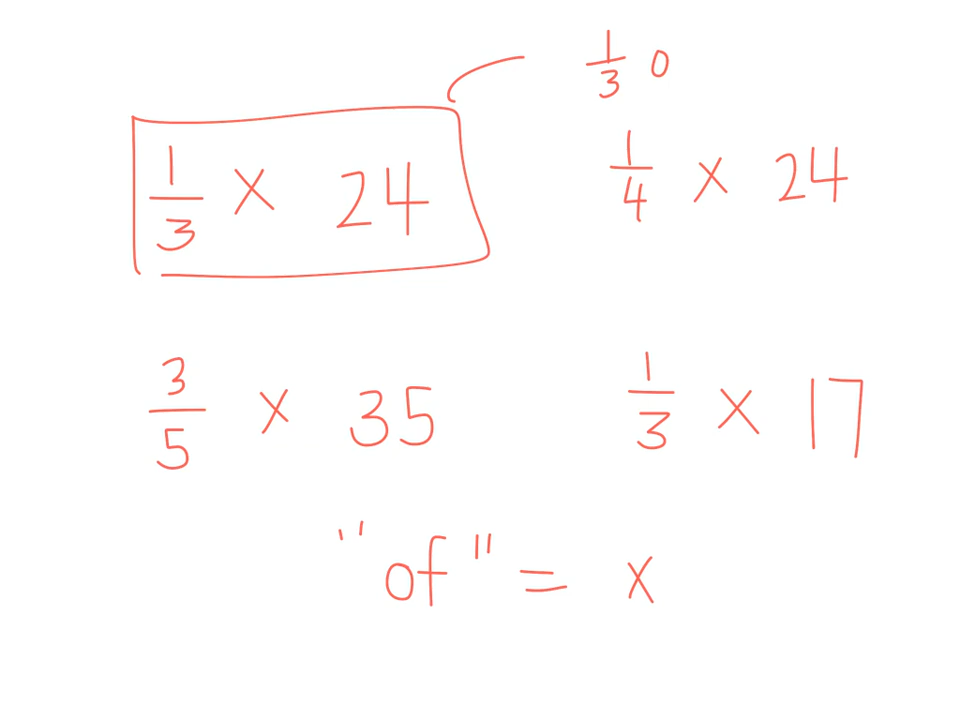 1/3 o
1/3 × 24
1/4 × 24
3/5 × 35
1/3 × 17
"of" = ×